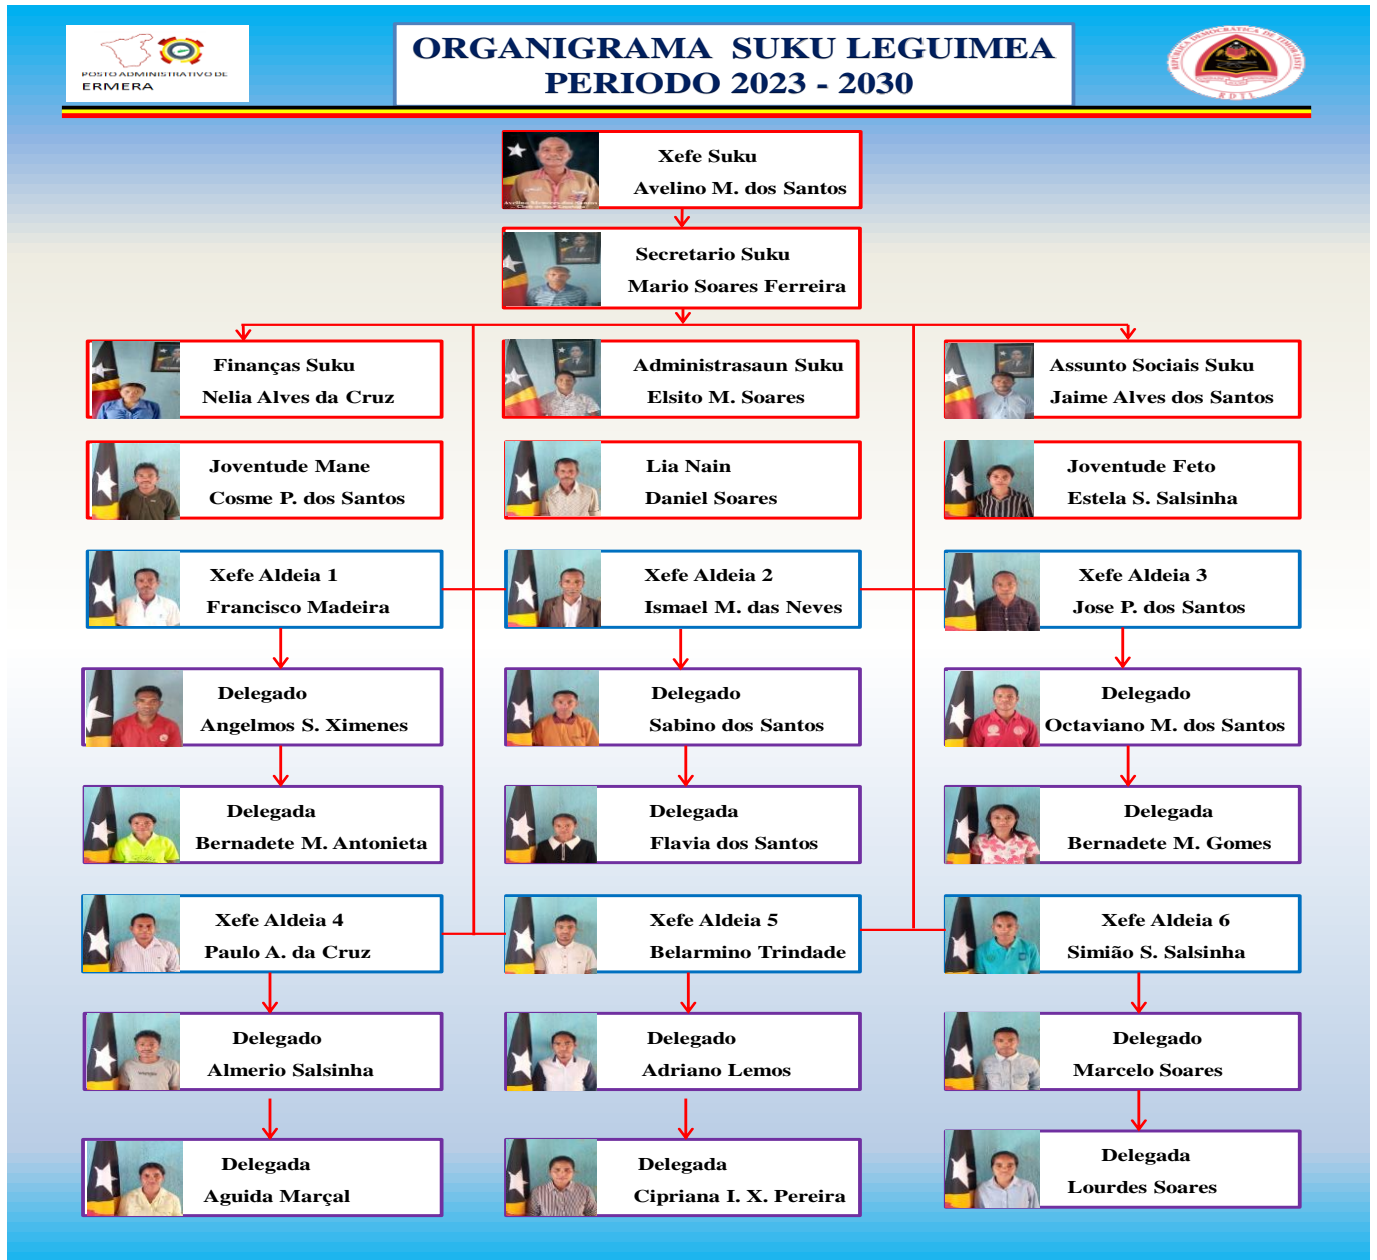 POSTO ADMINISTRATIVO DE
ERMERA
ORGANIGRAMA SUKU LEGUIMEA
PERIODO 2023 - 2030
REPÚBLICA DEMOCRÁTICA DE TIMOR-LESTE
RDTL
Xefe Suku
Avelino M. dos Santos
Secretario Suku
Mario Soares Ferreira
Finanças Suku
Nelia Alves da Cruz
Administrasaun Suku
Elsito M. Soares
Assunto Sociais Suku
Jaime Alves dos Santos
Joventude Mane
Cosme P. dos Santos
Lia Nain
Daniel Soares
Joventude Feto
Estela S. Salsinha
Xefe Aldeia 1
Francisco Madeira
Xefe Aldeia 2
Ismael M. das Neves
Xefe Aldeia 3
Jose P. dos Santos
Delegado
Angelmos S. Ximenes
Delegado
Sabino dos Santos
Delegado
Octaviano M. dos Santos
Delegada
Bernadete M. Antonieta
Delegada
Flavia dos Santos
Delegada
Bernadete M. Gomes
Xefe Aldeia 4
Paulo A. da Cruz
Xefe Aldeia 5
Belarmino Trindade
Xefe Aldeia 6
Simião S. Salsinha
Delegado
Almerio Salsinha
Delegado
Adriano Lemos
Delegado
Marcelo Soares
Delegada
Aguida Marçal
Delegada
Cipriana I. X. Pereira
Delegada
Lourdes Soares